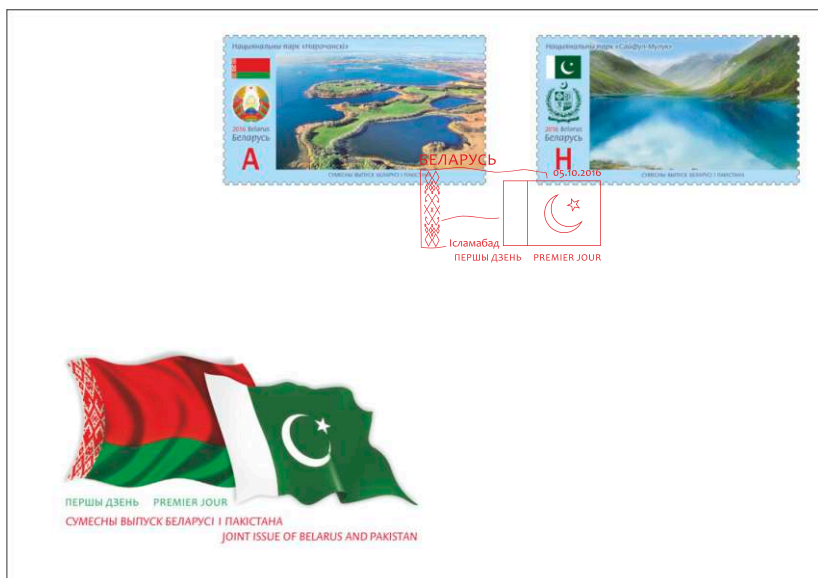 Нацыянальны парк «Нарачанскі»
2016 Belarus
Беларусь
A
СУМЕСНЫ ВЫПУСК БЕЛАРУСІ І ПАКІСТАНА
Нацыянальны парк «Сайфул-Мулук»
2016 Belarus
Беларусь
H
СУМЕСНЫ ВЫПУСК БЕЛАРУСІ І ПАКІСТАНА
БЕЛАРУСЬ
05.10.2016
Ісламабад
ПЕРШЫ ДЗЕНЬ PREMIER JOUR
ПЕРШЫ ДЗЕНЬ PREMIER JOUR
СУМЕСНЫ ВЫПУСК БЕЛАРУСІ І ПАКІСТАНА
JOINT ISSUE OF BELARUS AND PAKISTAN